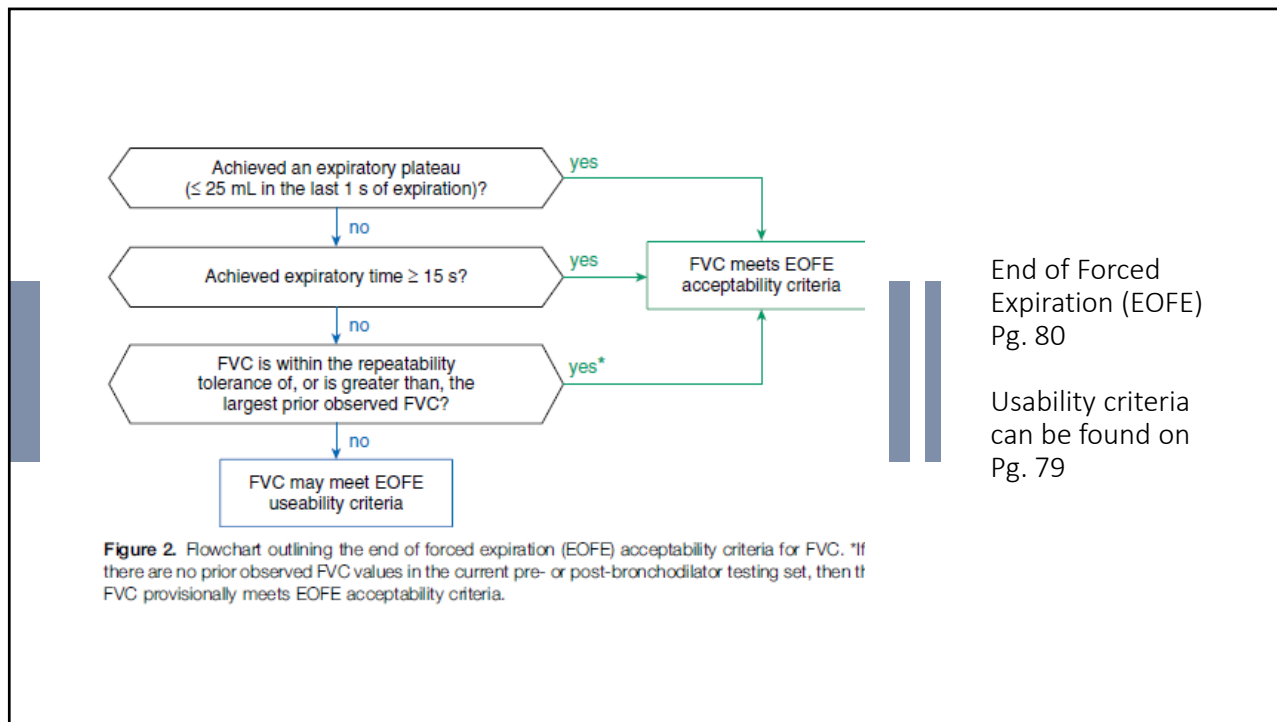 Achieved an expiratory plateau
(≤ 25 mL in the last 1 s of expiration)?
yes
no
Achieved expiratory time ≥ 15 s?
yes
FVC meets EOFE
acceptability criteria
no
FVC is within the repeatability
tolerance of, or is greater than, the
largest prior observed FVC?
yes*
no
FVC may meet EOFE
useability criteria
Figure 2. Flowchart outlining the end of forced expiration (EOFE) acceptability criteria for FVC. *If
there are no prior observed FVC values in the current pre- or post-bronchodilator testing set, then
FVC provisionally meets EOFE acceptability criteria.
End of Forced
Expiration (EOFE)
Pg. 80
Usability criteria
can be found on
Pg. 79